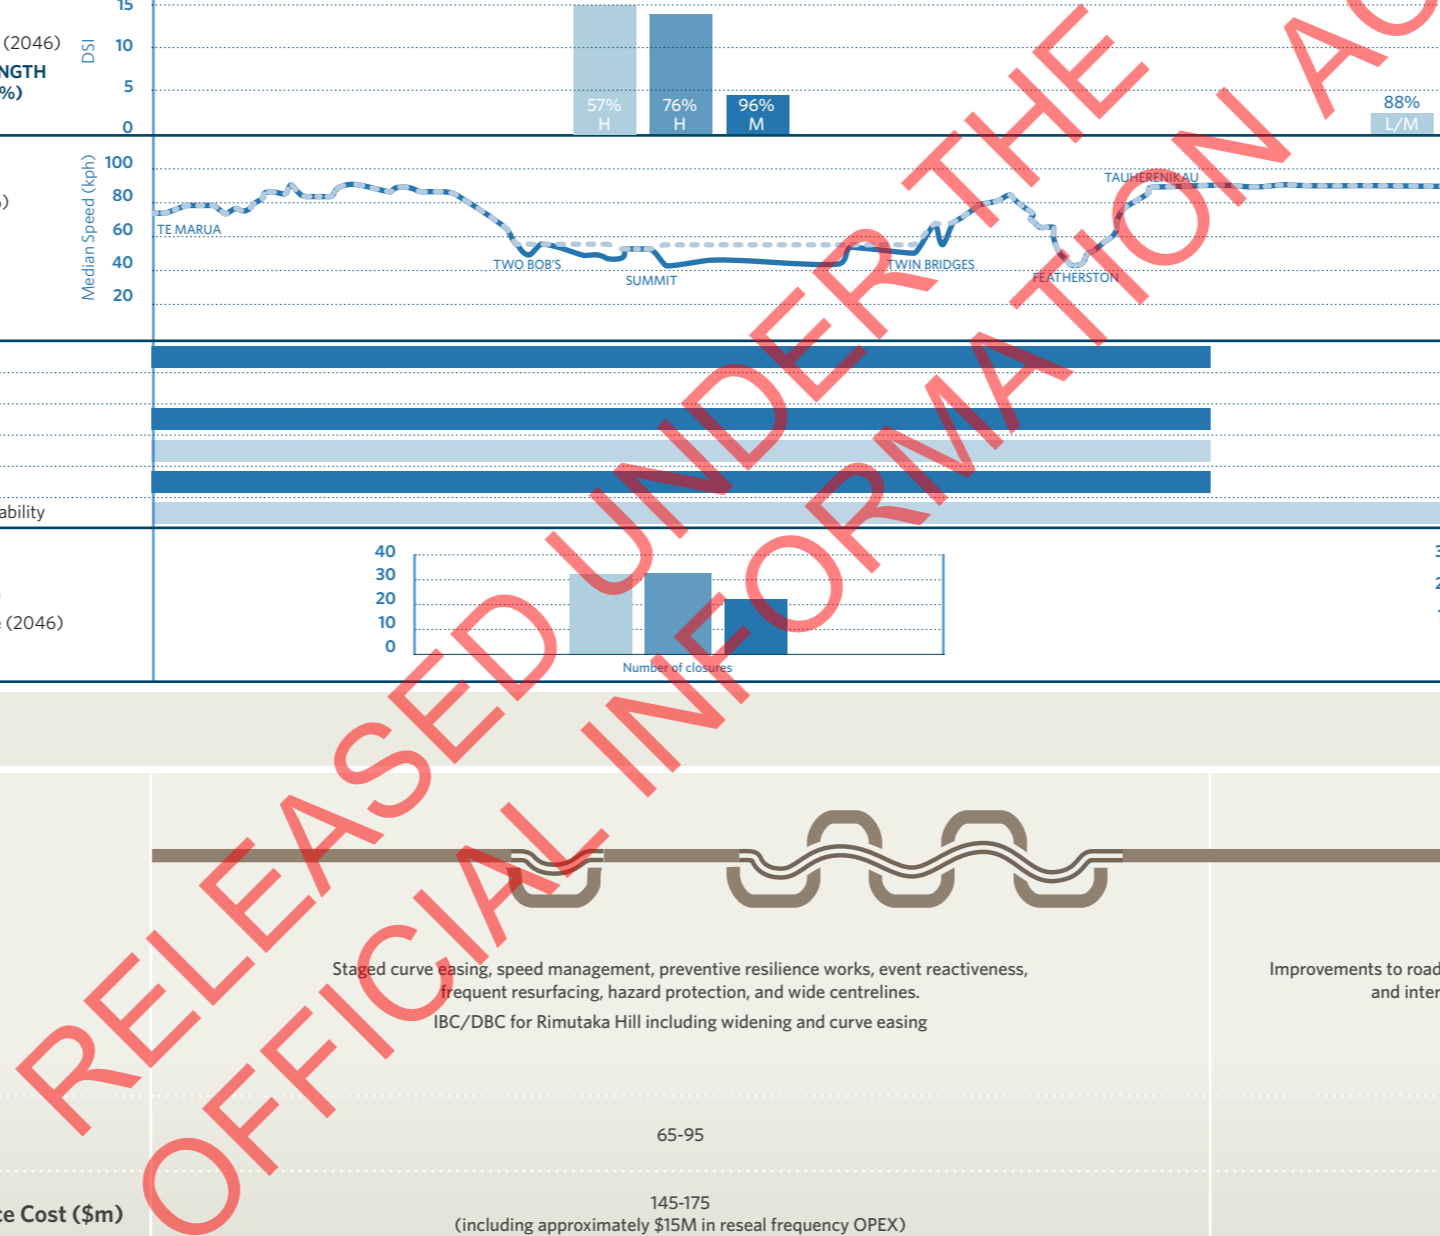 15
(2046)
10
DSI
NGTH
%)
5
0
57%
H
76%
H
96%
M
88%
L/M
Median Speed (kph)
100
80
60
40
20
TE MARUA
TWO BOB'S
SUMMIT
TWIN BRIDGES
FEATHERSTON
TAUHERENIKAU
ability
40
30
20
10
0
(2046)
Number of closures
Staged curve easing, speed management, preventive resilience works, event reactiveness,
frequent resurfacing, hazard protection, and wide centrelines.
IBC/DBC for Rimutaka Hill including widening and curve easing
Improvements to road
and inter
65-95
ce Cost ($m)
145-175
(including approximately $15M in reseal frequency OPEX)
RELEASED UNDER THE
OFFICIAL INFORMATION AC